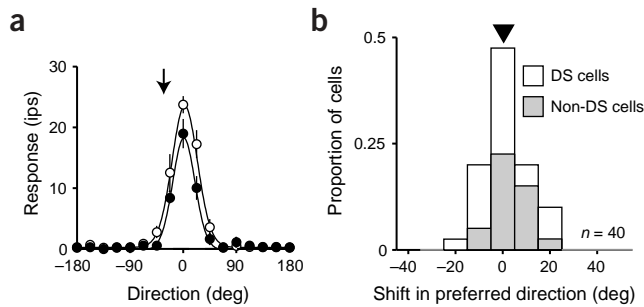 a
30
20
10
0
Response (ips)
–180
–90
0
90
180
Direction (deg)
b
0.5
0.25
0
Proportion of cells
DS cells
Non-DS cells
n = 40
–40
–20
0
20
40
Shift in preferred direction (deg)